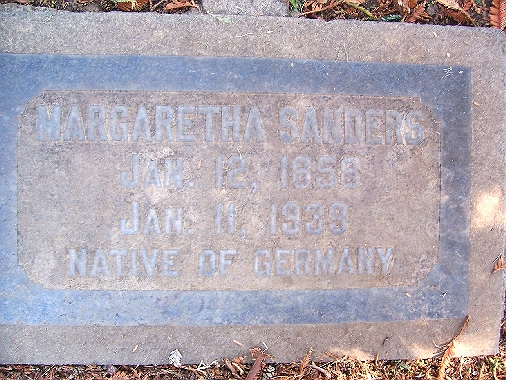 MARGARETHA SANDERS
JAN. 12, 1858
JAN. 11, 1939
NATIVE OF GERMANY